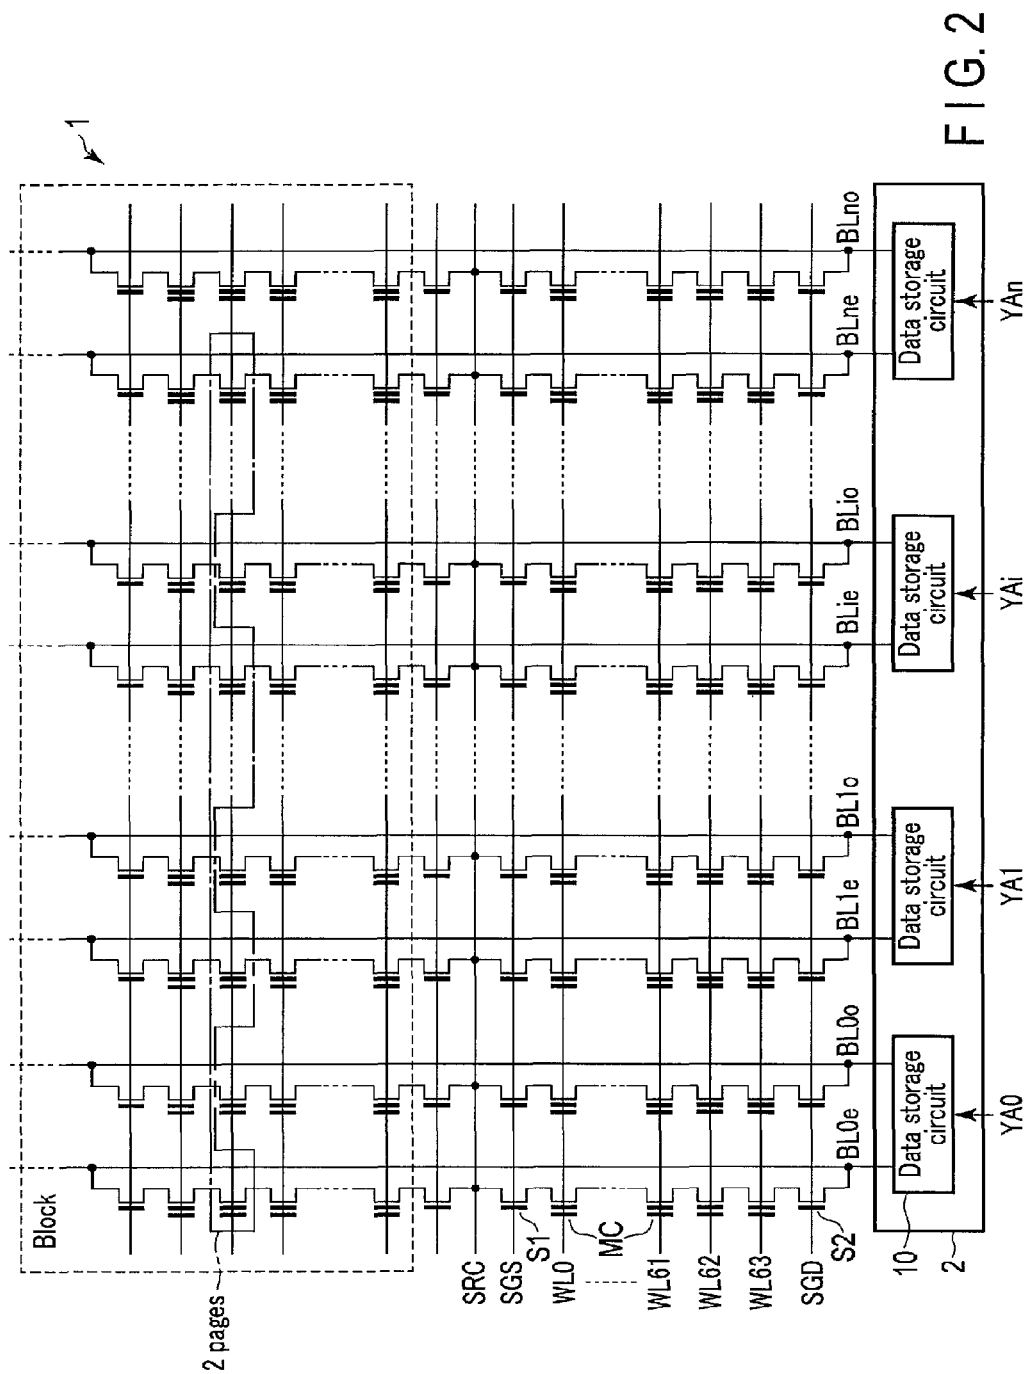 FIG. 2
1
Block
2 pages
SRC
SGS
S1
WL0
MC
WL61
WL62
WL63
SGD
S2
BL0e
BL0o
BL1e
BL1o
BLie
BLio
BLne
BLno
10
2
Data storage
circuit
Data storage
circuit
Data storage
circuit
Data storage
circuit
YA0
YA1
YAi
YAn